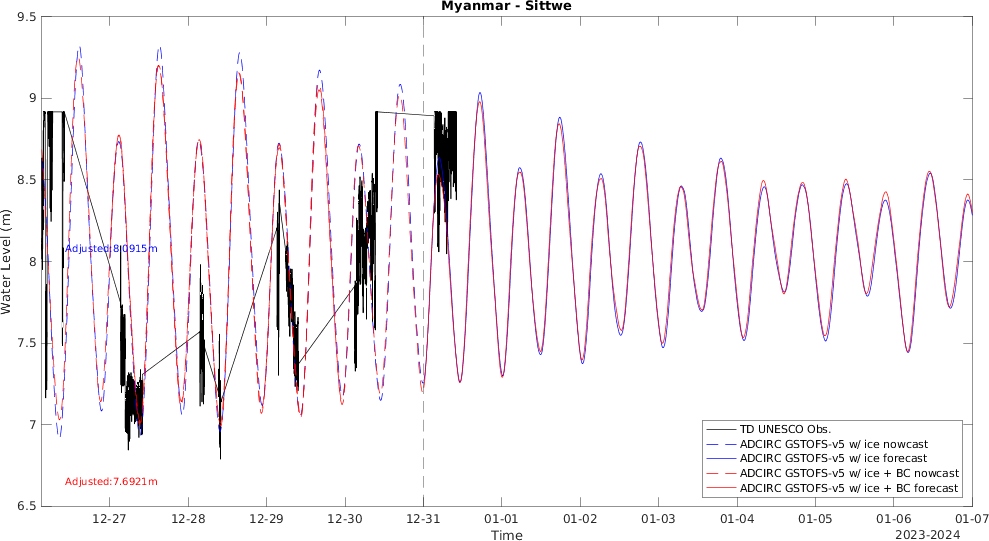 Myanmar - Sittwe
9.5
9
8.5
8
7.5
7
6.5
Water Level (m)
Adjusted:8.0915m
Adjusted:7.6921m
TD UNESCO Obs.
ADCIRC GSTOFS-v5 w/ ice nowcast
ADCIRC GSTOFS-v5 w/ ice forecast
ADCIRC GSTOFS-v5 w/ ice + BC nowcast
ADCIRC GSTOFS-v5 w/ ice + BC forecast
12-27 12-28 12-29 12-30 12-31 01-01 01-02 01-03 01-04 01-05 01-06 01-07
Time
2023-2024